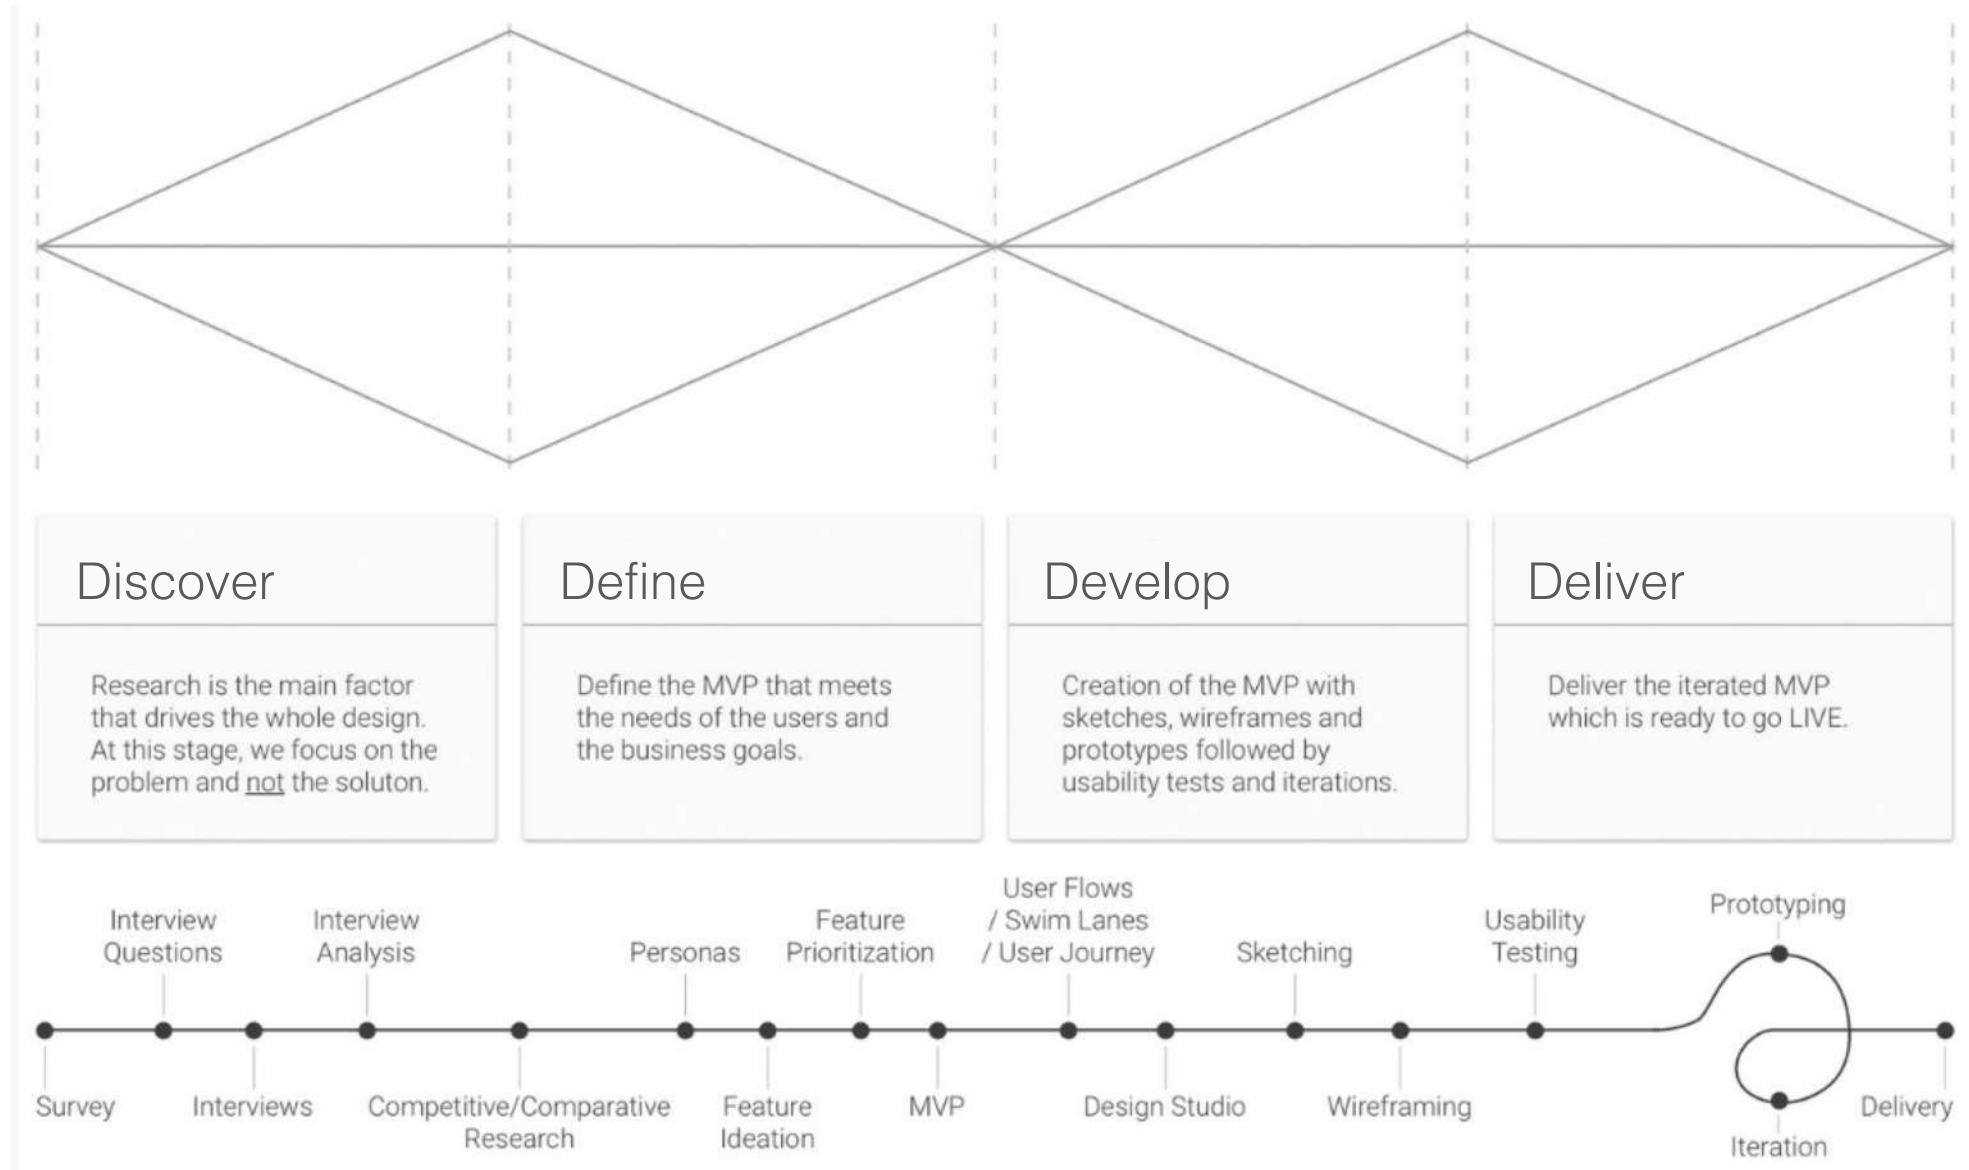 Discover
Research is the main factor
that drives the whole design.
At this stage, we focus on the
problem and not the soluton.
Define
Define the MVP that meets
the needs of the users and
the business goals.
Develop
Creation of the MVP with
sketches, wireframes and
prototypes followed by
usability tests and iterations.
Deliver
Deliver the iterated MVP
which is ready to go LIVE.
Survey
Interview
Questions
Interviews
Interview
Analysis
Competitive/Comparative
Research
Personas
Feature
Ideation
Feature
Prioritization
MVP
User Flows
/ Swim Lanes
/ User Journey
Design Studio
Sketching
Wireframing
Usability
Testing
Prototyping
Iteration
Delivery